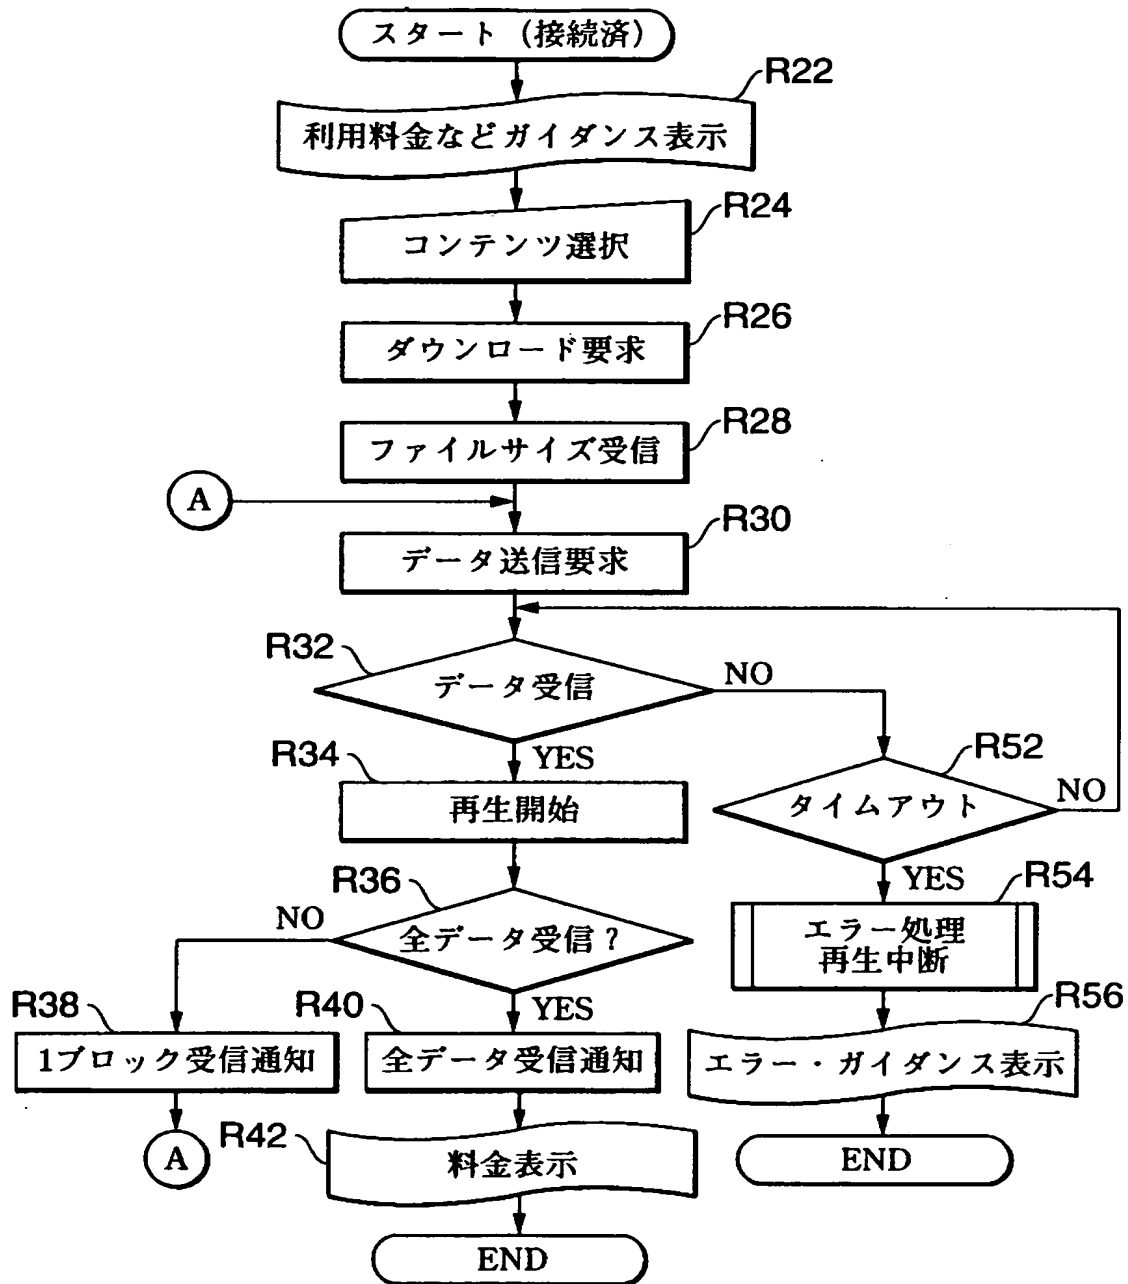 スタート (接続済)
R22
利用料金などガイダンス表示
R24
コンテンツ選択
R26
ダウンロード要求
R28
ファイルサイズ受信
A
R30
データ送信要求
R32
データ受信
NO
YES
R34
再生開始
R52
タイムアウト
NO
YES
R36
全データ受信?
NO
YES
R54
エラー処理
再生中断
R38
1ブロック受信通知
R40
全データ受信通知
R56
エラー・ガイダンス表示
A
R42
料金表示
END
END